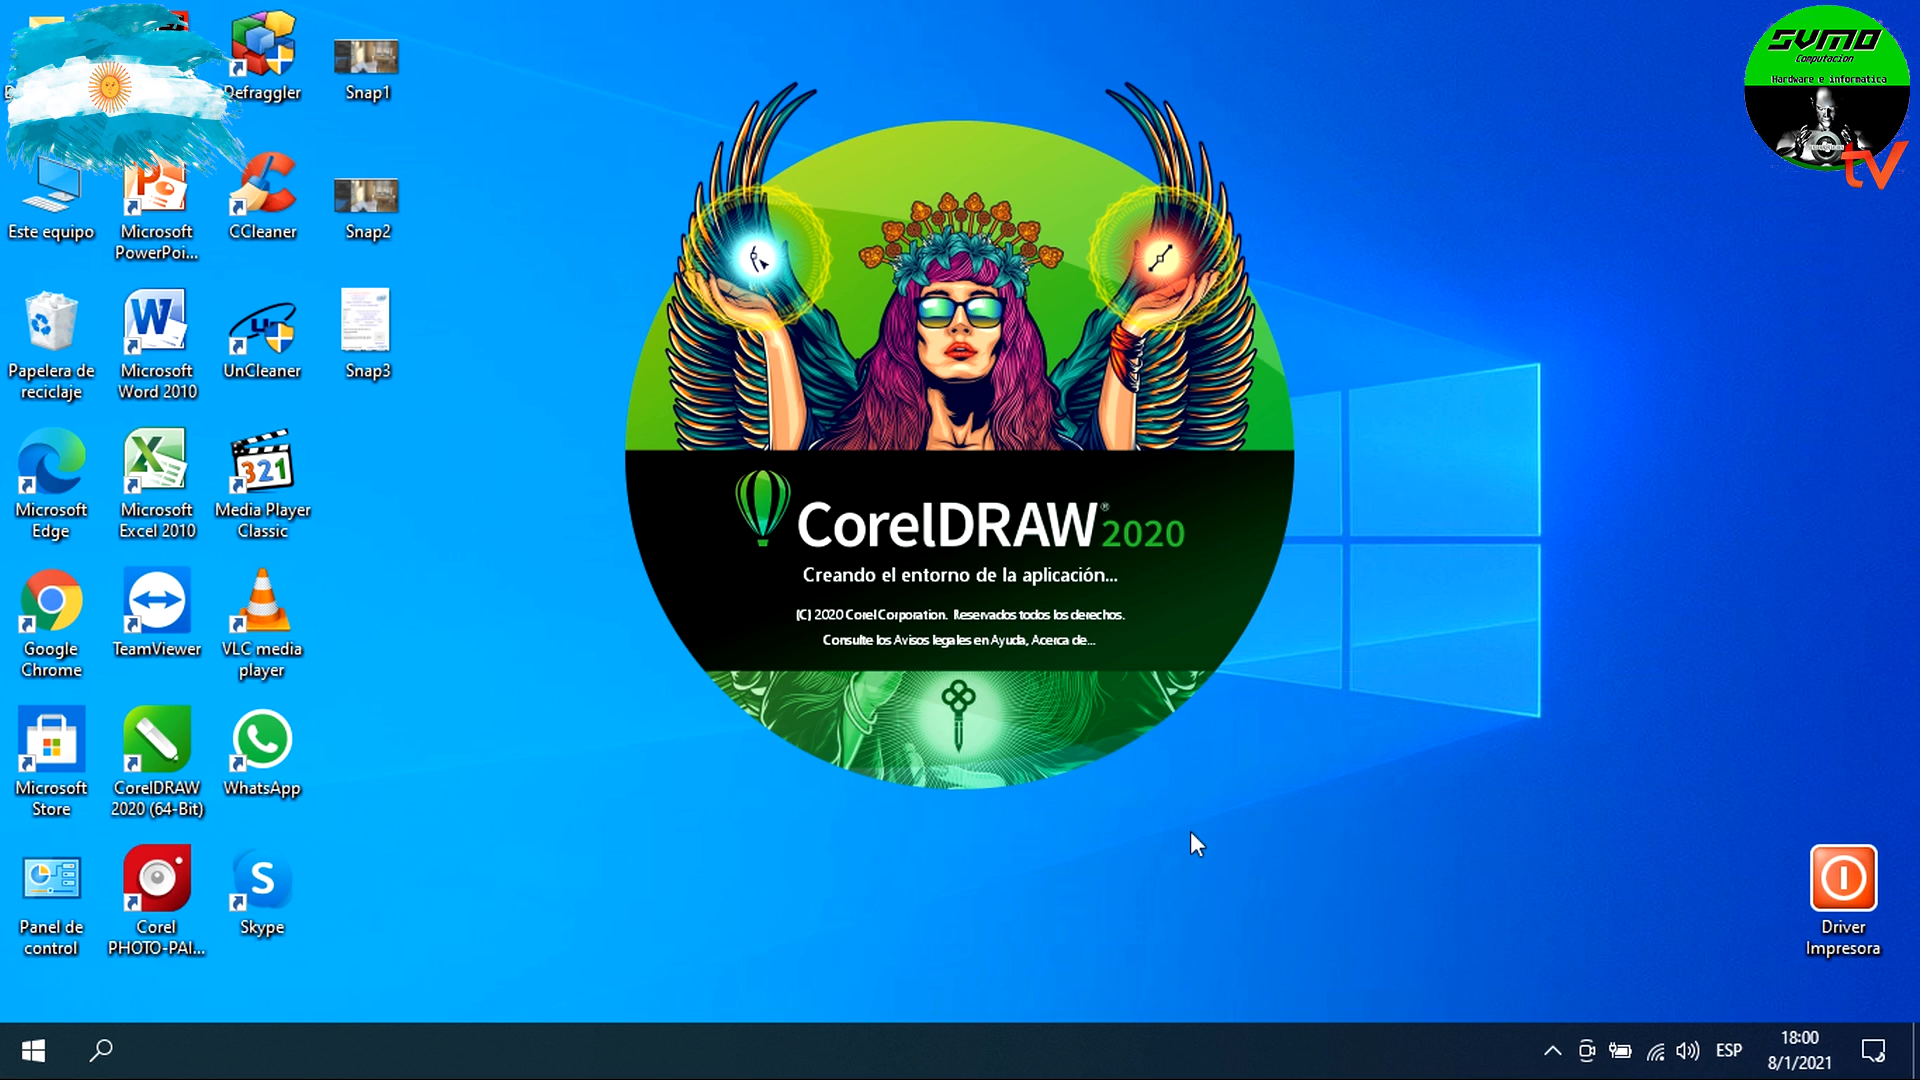 SVMO
Computacion
Hardware e informatica
tv
Defraggler
Snap1
Este equipo
Microsoft
PowerPoi...
CCleaner
Snap2
Papelera de
reciclaje
Microsoft
Word 2010
UnCleaner
Snap3
Microsoft
Edge
Microsoft
Excel 2010
321
Media Player
Classic
Google
Chrome
TeamViewer
VLC media
player
Microsoft
Store
CorelDRAW
2020 (64-Bit)
WhatsApp
Panel de
control
Corel
PHOTO-PAI...
Skype
CorelDRAW® 2020
Creando el entorno de la aplicación...
(C) 2020 Corel Corporation. Reservados todos los derechos.
Consulte los Avisos legales en Ayuda, Acerca de...
Driver
Impresora
ESP
18:00
8/1/2021